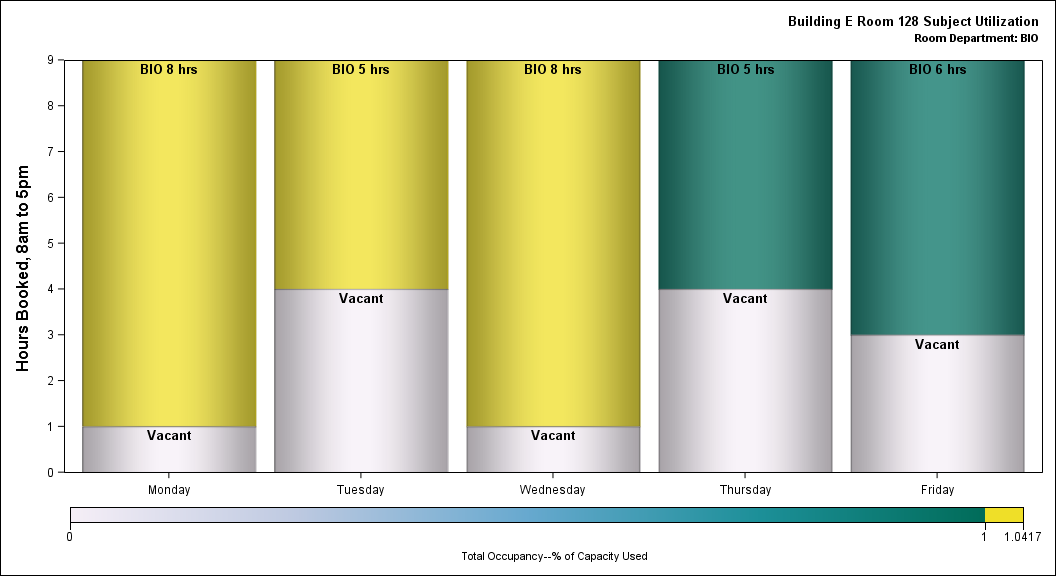 Building E Room 128 Subject Utilization
Room Department: BIO
Hours Booked, 8am to 5pm
9
8
7
6
5
4
3
2
1
0
BIO 8 hrs BIO 5 hrs BIO 8 hrs BIO 5 hrs BIO 6 hrs
Vacant Vacant
Vacant
Vacant Vacant
Monday Tuesday Wednesday Thursday Friday
0 1 1.0417
Total Occupancy--% of Capacity Used